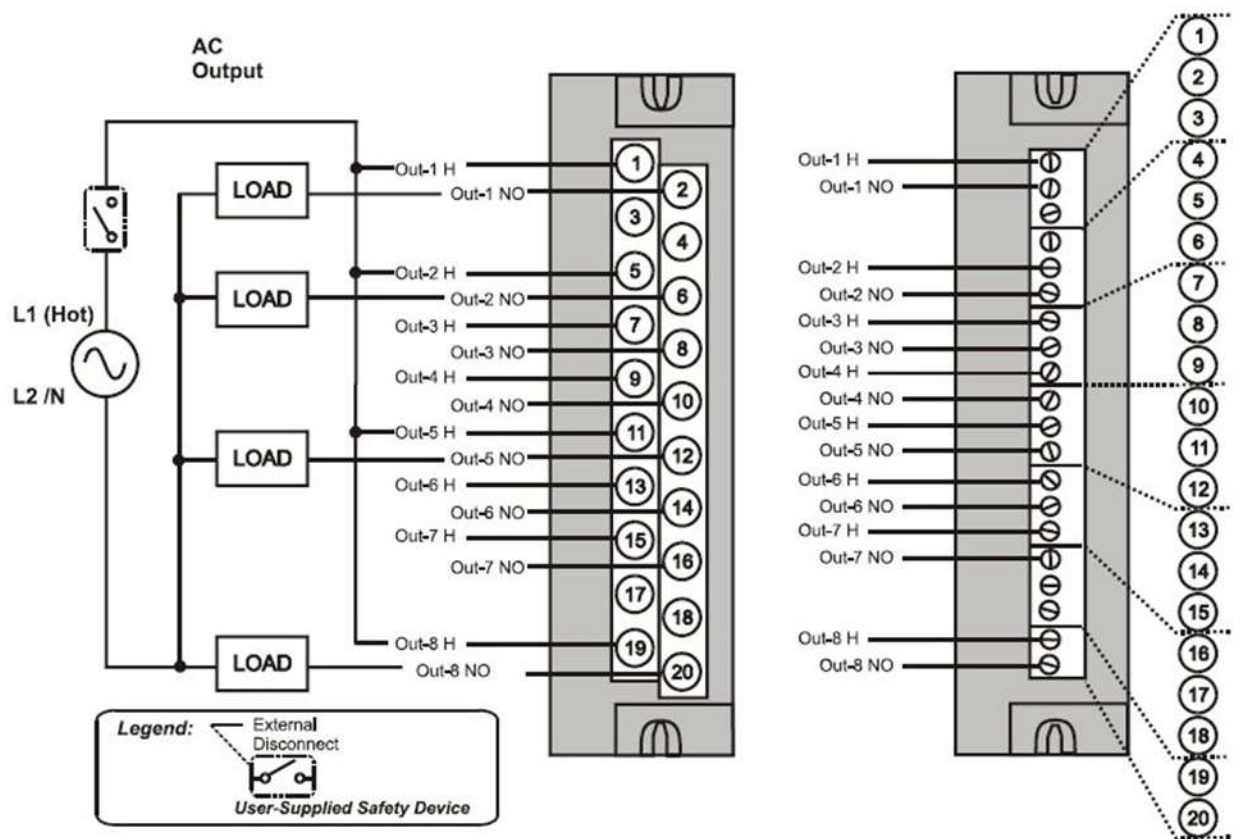 AC
Output
L1 (Hot)
L2 /N
LOAD
LOAD
LOAD
LOAD
Out-1 H
Out-1 NO
Out-2 H
Out-2 NO
Out-3 H
Out-3 NO
Out-4 H
Out-4 NO
Out-5 H
Out-5 NO
Out-6 H
Out-6 NO
Out-7 H
Out-7 NO
Out-8 H
Out-8 NO
1
2
3
4
5
6
7
8
9
10
11
12
13
14
15
16
17
18
19
20
Legend:
External
Disconnect
User-Supplied Safety Device
Out-1 H
Out-1 NO
Out-2 H
Out-2 NO
Out-3 H
Out-3 NO
Out-4 H
Out-4 NO
Out-5 H
Out-5 NO
Out-6 H
Out-6 NO
Out-7 H
Out-7 NO
Out-8 H
Out-8 NO
1
2
3
4
5
6
7
8
9
10
11
12
13
14
15
16
17
18
19
20